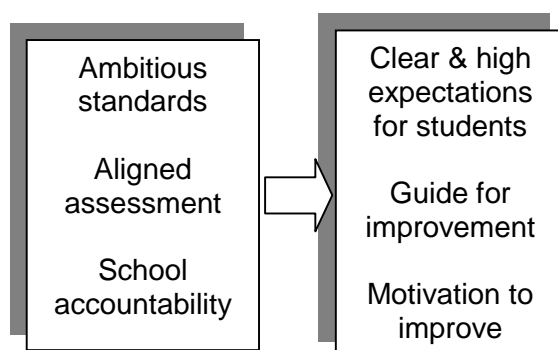 Ambitious
standards
Aligned
assessment
School
accountability
Clear & high
expectations
for students
Guide for
improvement
Motivation to
improve